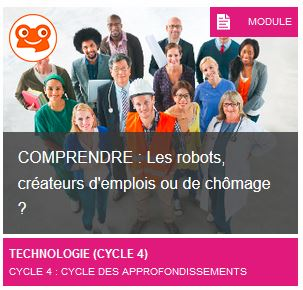 MODULE
COMPRENDRE : Les robots,
créateurs d'emplois ou de chômage
?
TECHNOLOGIE (CYCLE 4)
CYCLE 4 : CYCLE DES APPROFONDISSEMENTS